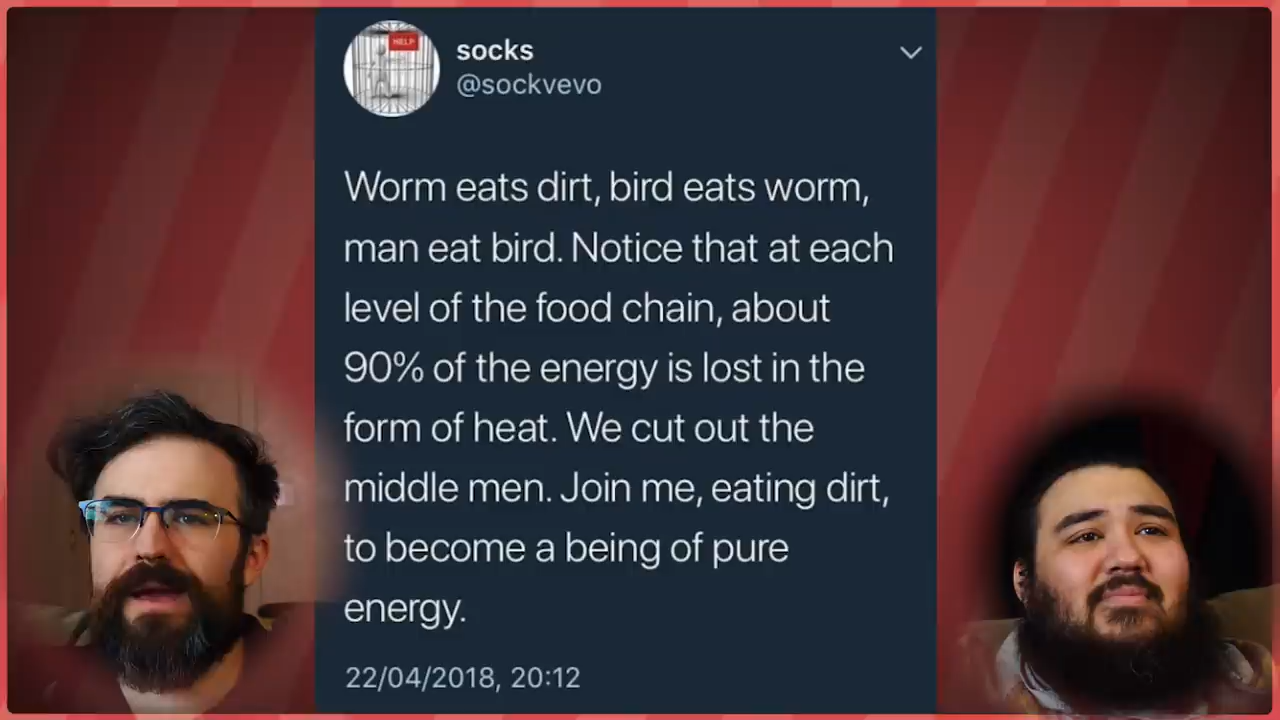 HELP
socks
@sockvevo
Worm eats dirt, bird eats worm,
man eat bird. Notice that at each
level of the food chain, about
90% of the energy is lost in the
form of heat. We cut out the
middle men. Join me, eating dirt,
to become a being of pure
energy.
22/04/2018, 20:12